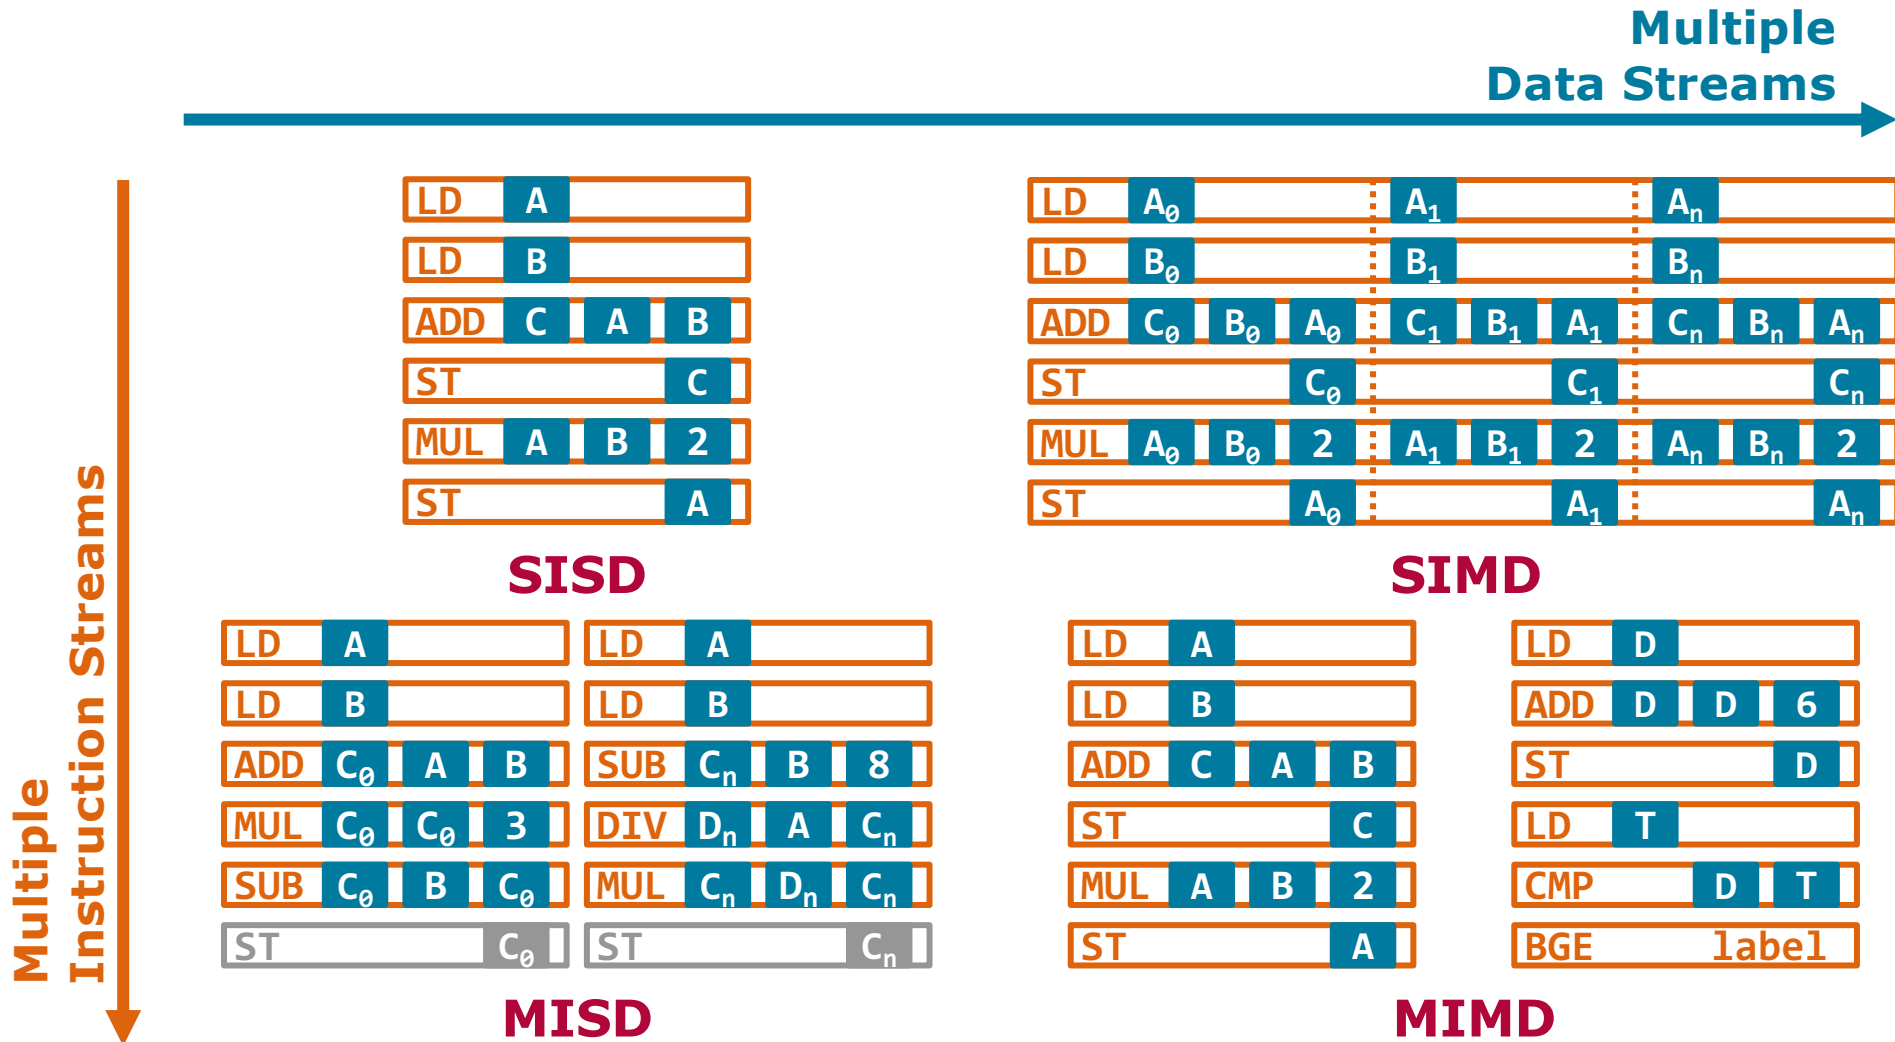 Multiple
Data Streams
Multiple
Instruction Streams
LD A
LD B
ADD C A B
ST C
MUL A B 2
ST A
SISD
LD A₀ A₁ Aₙ
LD B₀ B₁ Bₙ
ADD C₀ B₀ A₀ C₁ B₁ A₁ Cₙ Bₙ Aₙ
ST C₀ C₁ Cₙ
MUL A₀ B₀ 2 A₁ B₁ 2 Aₙ Bₙ 2
ST A₀ A₁ Aₙ
SIMD
LD A
LD B
ADD C₀ A B
MUL C₀ C₀ 3
SUB C₀ B C₀
ST C₀
LD A
LD B
SUB Cₙ B 8
DIV Dₙ A Cₙ
MUL Cₙ Dₙ Cₙ
ST Cₙ
MISD
LD A
LD B
ADD C A B
ST C
MUL A B 2
ST A
LD D
ADD D D 6
ST D
LD T
CMP D T
BGE label
MIMD